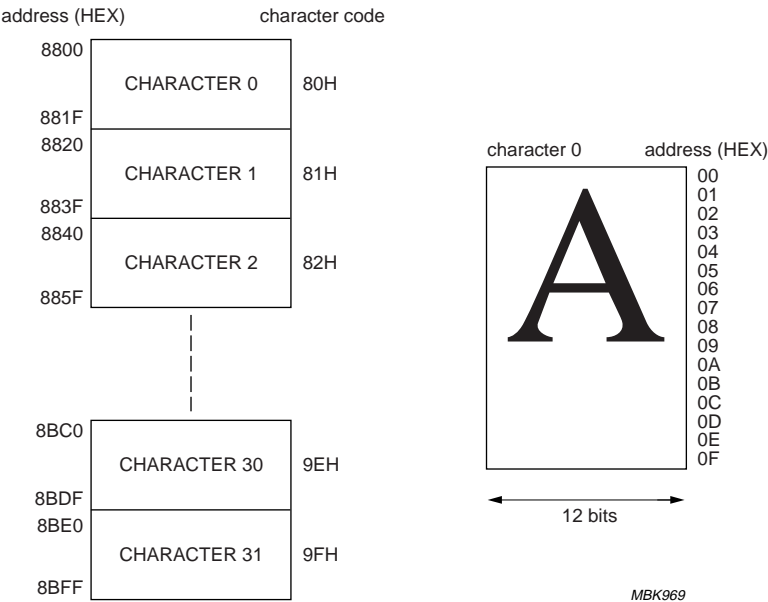 address (HEX)
character code
8800
CHARACTER 0
80H
881F
8820
CHARACTER 1
81H
883F
8840
CHARACTER 2
82H
885F
8BC0
CHARACTER 30
9EH
8BDF
8BE0
CHARACTER 31
9FH
8BFF
character 0
address (HEX)
A
00
01
02
03
04
05
06
07
08
09
0A
0B
0C
0D
0E
0F
12 bits
MBK969